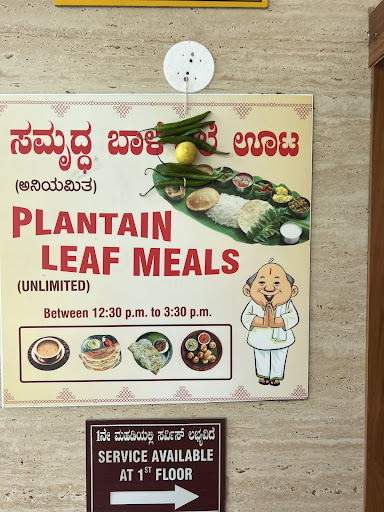 ಸಮೃದ್ಧ ಬಾಳೆ ಊಟ
(ಅನಿಯಮಿತ)
PLANTAIN
LEAF MEALS
(UNLIMITED)
Between 12:30 p.m. to 3:30 p.m.
1ನೇ ಮಹಡಿಯಲ್ಲಿ ಸರ್ವಿಸ್ ಲಭ್ಯವಿದೆ
SERVICE AVAILABLE
AT 1ST FLOOR